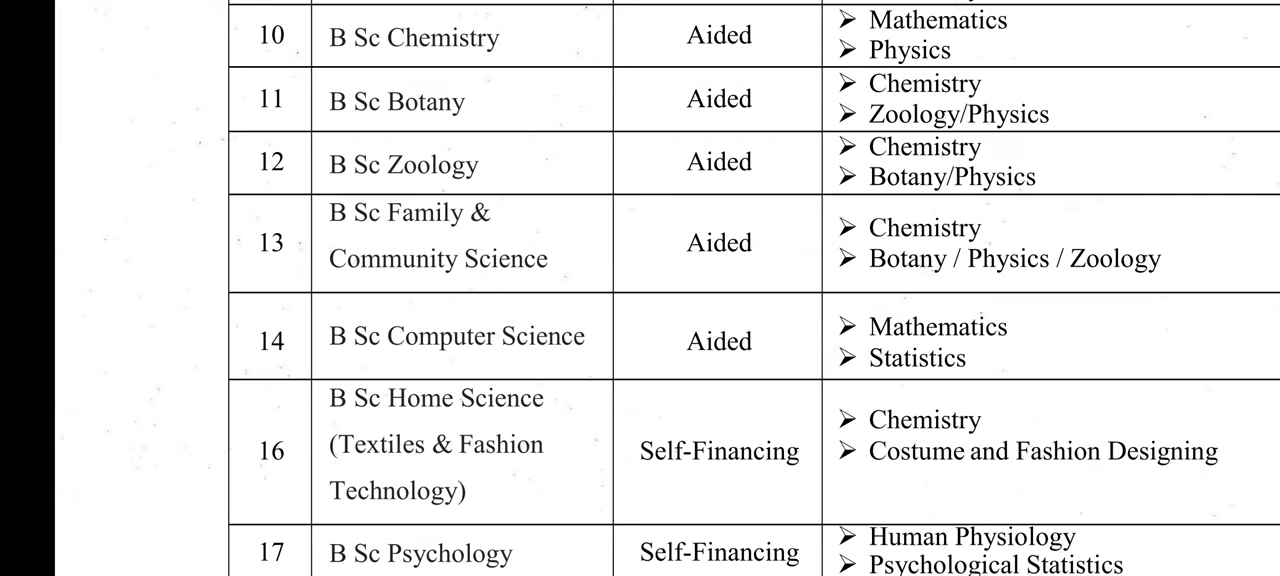 10 B Sc Chemistry Aided ➢ Mathematics
➢ Physics
11 B Sc Botany Aided ➢ Chemistry
➢ Zoology/Physics
12 B Sc Zoology Aided ➢ Chemistry
➢ Botany/Physics
13 B Sc Family &
Community Science Aided ➢ Chemistry
➢ Botany / Physics / Zoology
14 B Sc Computer Science Aided ➢ Mathematics
➢ Statistics
16 B Sc Home Science
(Textiles & Fashion
Technology) Self-Financing ➢ Chemistry
➢ Costume and Fashion Designing
17 B Sc Psychology Self-Financing ➢ Human Physiology
➢ Psychological Statistics